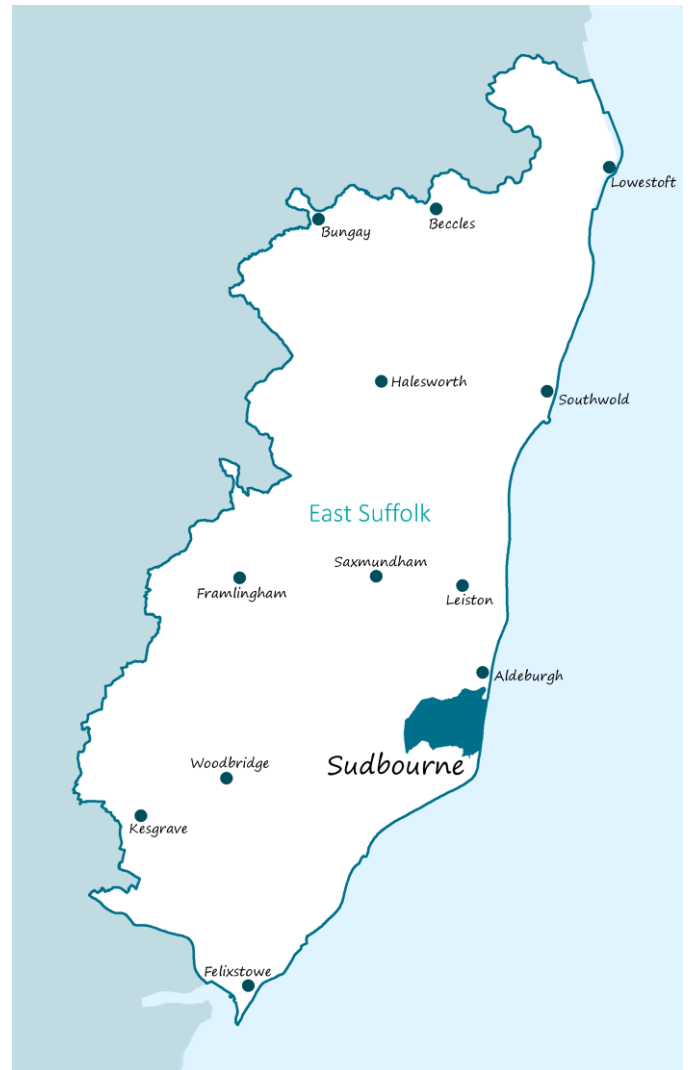 Lowestoft
Beccles
Bungay
Halesworth
Southwold
East Suffolk
Saxmundham
Framlingham
Leiston
Aldeburgh
Woodbridge
Sudbourne
Kesgrave
Felixstowe